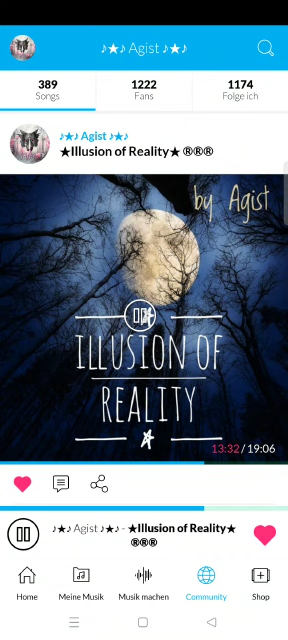 ♪★♪ Agist ♪★♪
389 1222 1174
Songs Fans Folge ich
♪★♪ Agist ♪★♪
★Illusion of Reality★ ®®®
by Agist
ILLUSION OF
REALITY
13:32 / 19:06
♪★♪ Agist ♪★♪ - ★Illusion of Reality★
®®®
Home Meine Musik Musik machen Community Shop